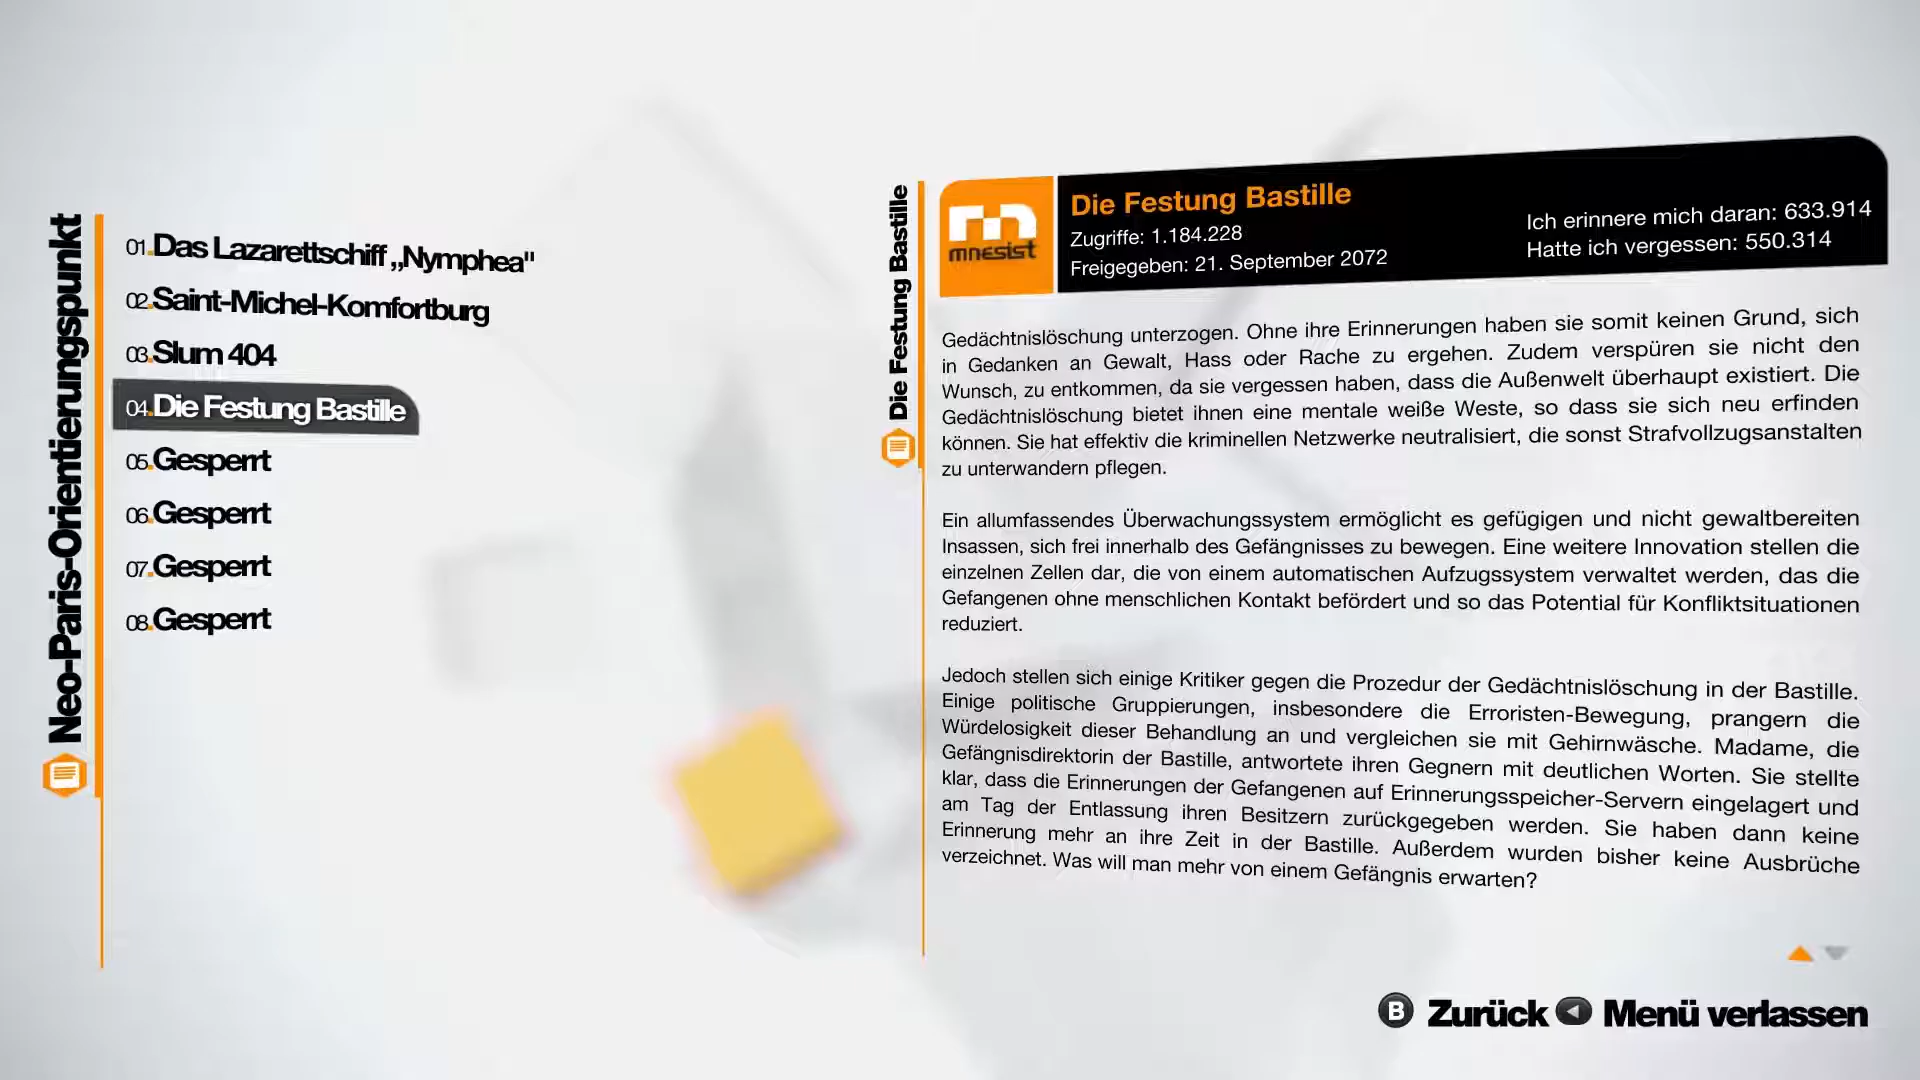 Neo-Paris-Orientierungspunkt
01.Das Lazarettschiff „Nymphea"
02.Saint-Michel-Komfortburg
03.Slum 404
04.Die Festung Bastille
05.Gesperrt
06.Gesperrt
07.Gesperrt
08.Gesperrt
Die Festung Bastille
mnesist
Die Festung Bastille
Zugriffe: 1.184.228
Freigegeben: 21. September 2072
Ich erinnere mich daran: 633.914
Hatte ich vergessen: 550.314
Gedächtnislöschung unterzogen. Ohne ihre Erinnerungen haben sie somit keinen Grund, sich
in Gedanken an Gewalt, Hass oder Rache zu ergehen. Zudem verspüren sie nicht den
Wunsch, zu entkommen, da sie vergessen haben, dass die Außenwelt überhaupt existiert. Die
Gedächtnislöschung bietet ihnen eine mentale weiße Weste, so dass sie sich neu erfinden
können. Sie hat effektiv die kriminellen Netzwerke neutralisiert, die sonst Strafvollzugsanstalten
zu unterwandern pflegen.
Ein allumfassendes Überwachungssystem ermöglicht es gefügigen und nicht gewaltbereiten
Insassen, sich frei innerhalb des Gefängnisses zu bewegen. Eine weitere Innovation stellen die
einzelnen Zellen dar, die von einem automatischen Aufzugssystem verwaltet werden, das die
Gefangenen ohne menschlichen Kontakt befördert und so das Potential für Konfliktsituationen
reduziert.
Jedoch stellen sich einige Kritiker gegen die Prozedur der Gedächtnislöschung in der Bastille.
Einige politische Gruppierungen, insbesondere die Erroristen-Bewegung, prangern die
Würdelosigkeit dieser Behandlung an und vergleichen sie mit Gehirnwäsche. Madame, die
Gefängnisdirektorin der Bastille, antwortete ihren Gegnern mit deutlichen Worten. Sie stellte
klar, dass die Erinnerungen der Gefangenen auf Erinnerungsspeicher-Servern eingelagert und
am Tag der Entlassung ihren Besitzern zurückgegeben werden. Sie haben dann keine
Erinnerung mehr an ihre Zeit in der Bastille. Außerdem wurden bisher keine Ausbrüche
verzeichnet. Was will man mehr von einem Gefängnis erwarten?
B Zurück Menü verlassen